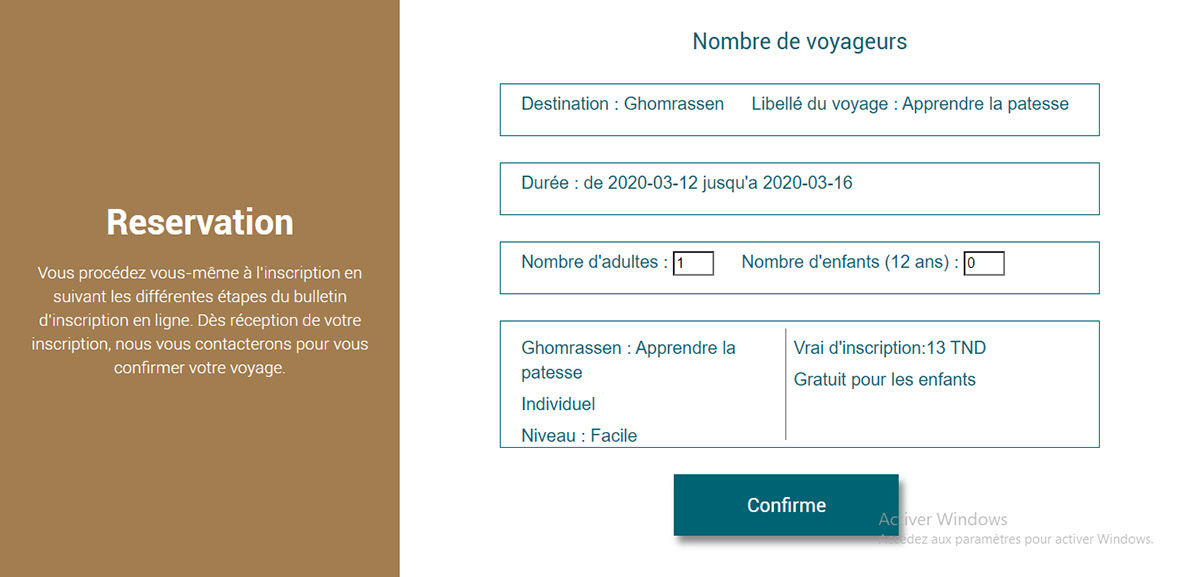 Reservation
Vous procédez vous-même à l'inscription en
suivant les différentes étapes du bulletin
d'inscription en ligne. Dès réception de votre
inscription, nous vous contacterons pour vous
confirmer votre voyage.
Nombre de voyageurs
Destination : Ghomrassen Libellé du voyage : Apprendre la patesse
Durée : de 2020-03-12 jusqu'a 2020-03-16
Nombre d'adultes : 1 Nombre d'enfants (12 ans) : 0
Ghomrassen : Apprendre la
patesse
Individuel
Niveau : Facile
Vrai d'inscription:13 TND
Gratuit pour les enfants
Confirme
Activer Windows
Accédez aux paramètres pour activer Windows.